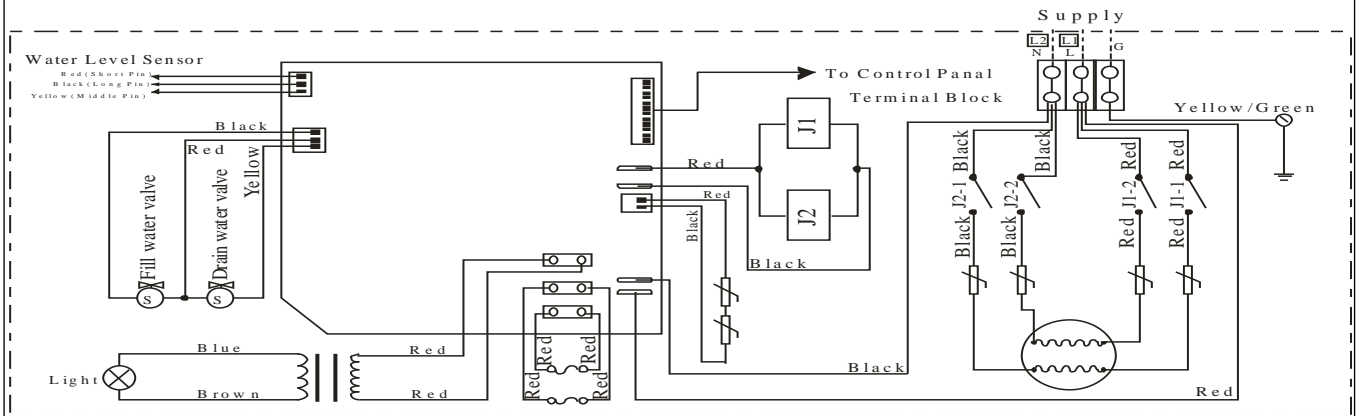 Supply
L2 L1
N L G
Water Level Sensor
Red(Short Pin)
Black(Long Pin)
Yellow(Middle Pin)
To Control Panal
Terminal Block
Yellow/Green
Black
Red
Yellow
Fill water valve
Drain water valve
S
S
J1
J2
Red
Red
Black
Black
Black
Black
Red
Red
J2-1
J2-2
J1-2
J1-1
Black
Black
Red
Red
Light
Blue
Brown
Red
Red
Red
Red
Red
Red
Black
Red